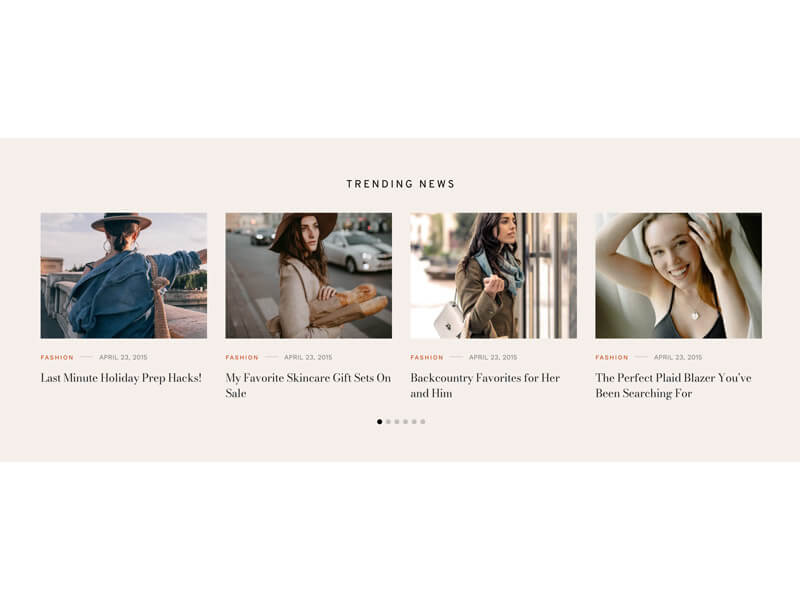 TRENDING NEWS
FASHION — APRIL 23, 2015
Last Minute Holiday Prep Hacks!
FASHION — APRIL 23, 2015
My Favorite Skincare Gift Sets On
Sale
FASHION — APRIL 23, 2015
Backcountry Favorites for Her
and Him
FASHION — APRIL 23, 2015
The Perfect Plaid Blazer You've
Been Searching For